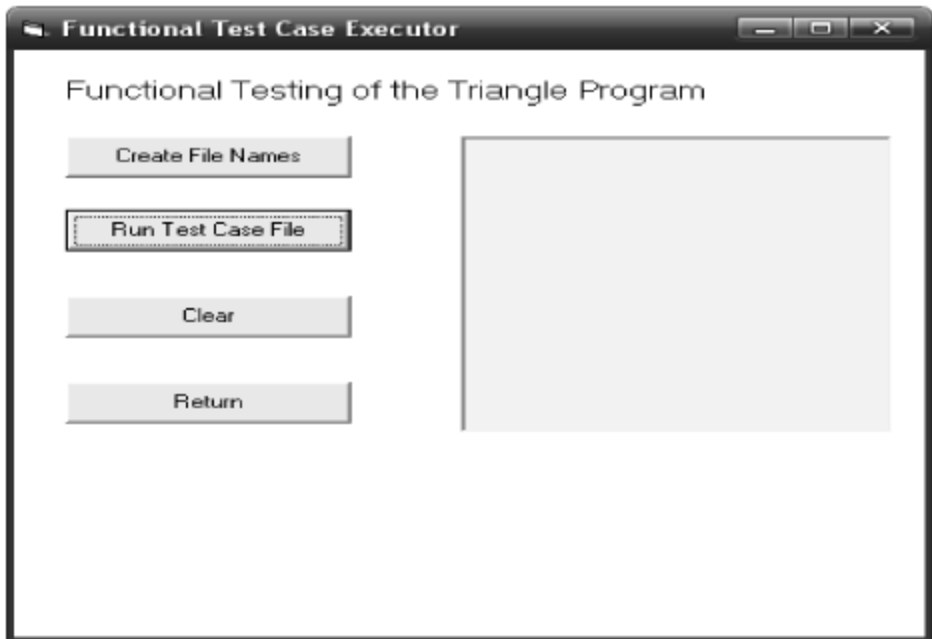 Functional Test Case Executor
Functional Testing of the Triangle Program
Create File Names
Run Test Case File
Clear
Return